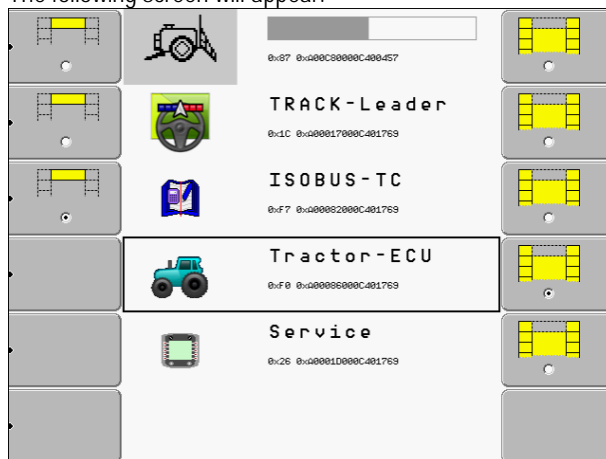 The following screen will appear:
0x87 0xA00C80000C400457
TRACK-Leader
0x1C 0xA00017000C401769
ISOBUS-TC
0xF7 0xA00082000C401769
Tractor-ECU
0xF0 0xA00086000C401769
Service
0x26 0xA0001D000C401769